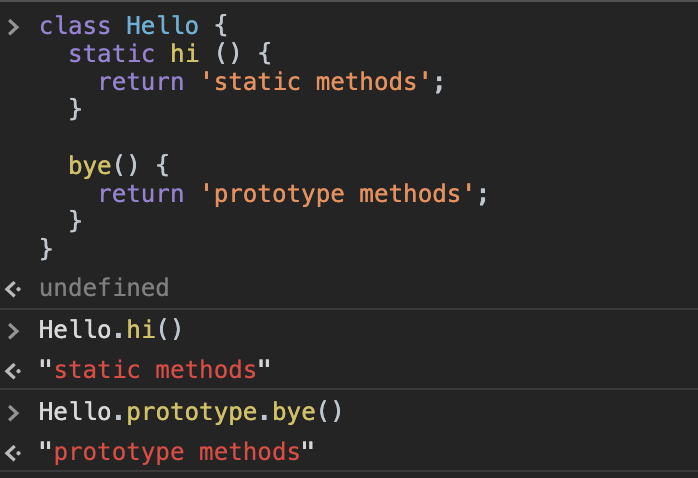 class Hello {
  static hi () {
    return 'static methods';
  }

  bye() {
    return 'prototype methods';
  }
}
undefined
Hello.hi()
"static methods"
Hello.prototype.bye()
"prototype methods"